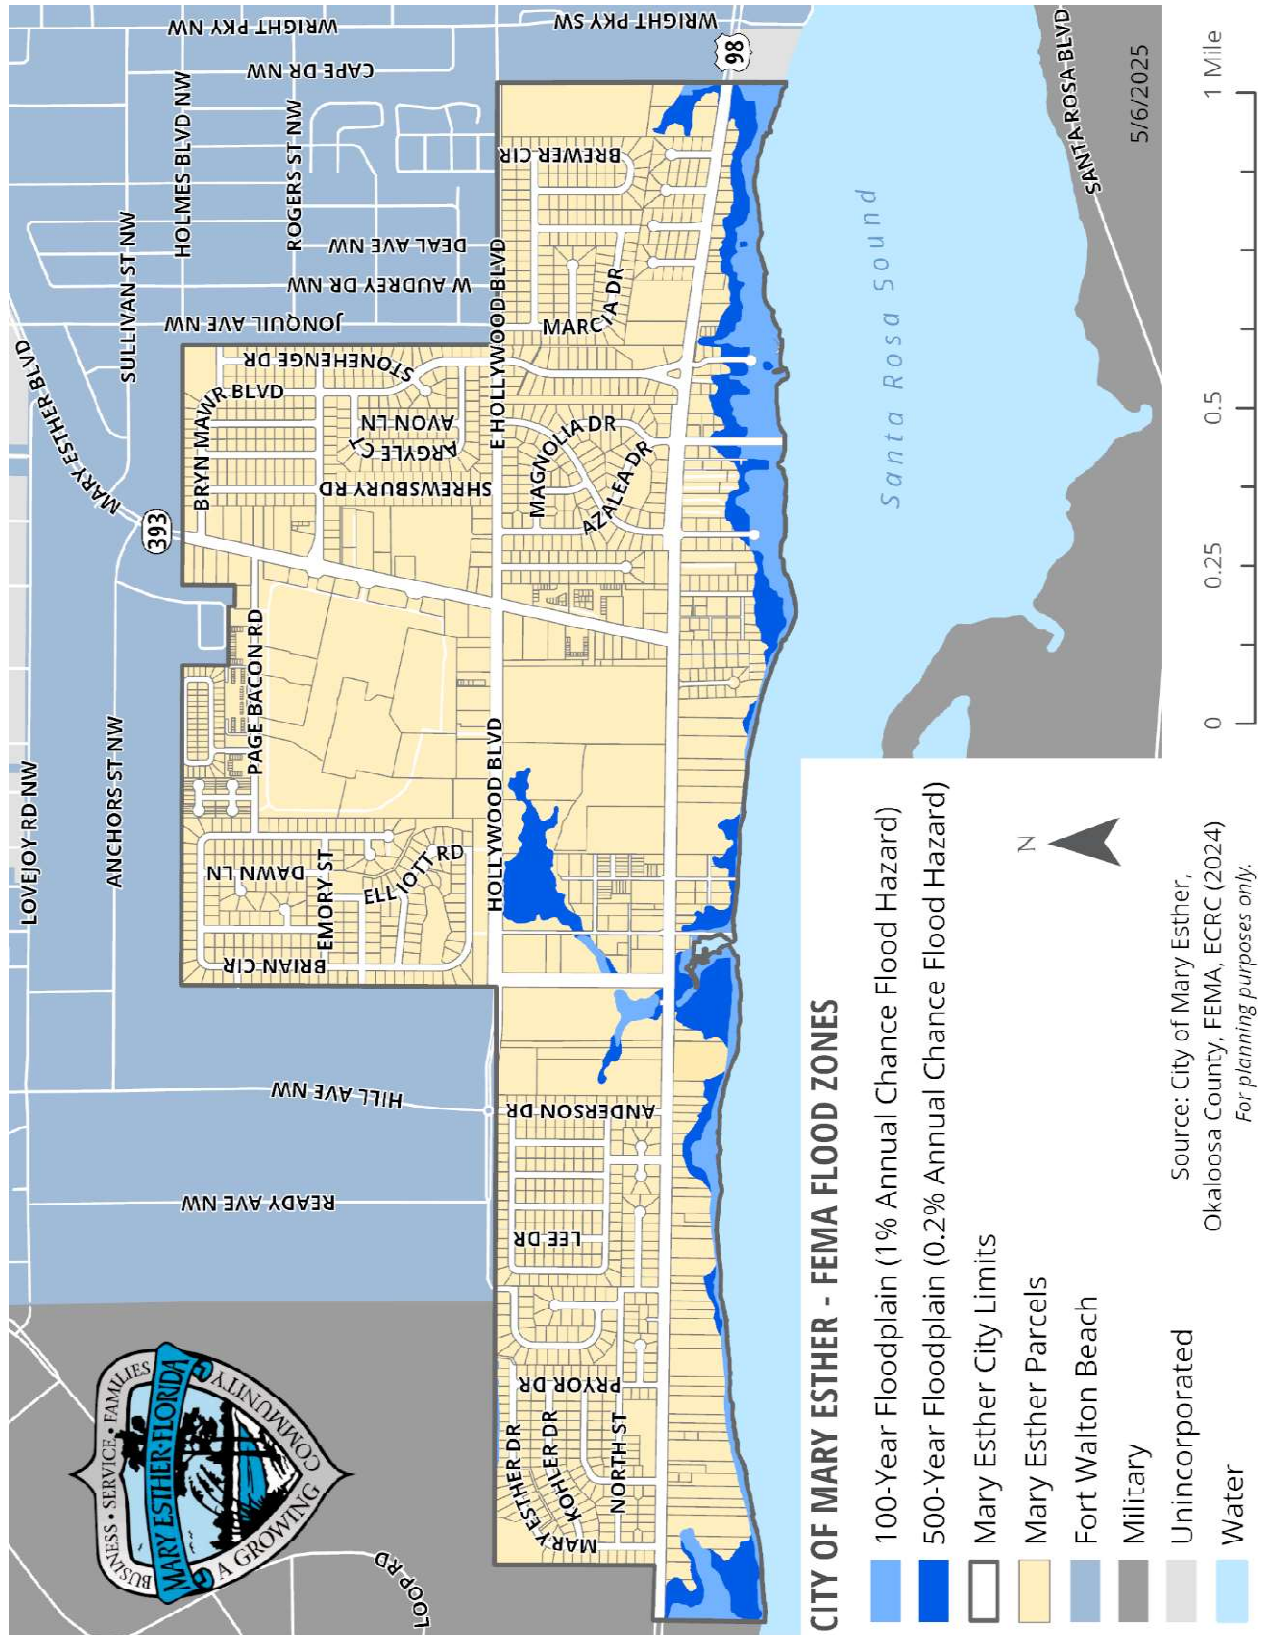 BUSINESS • SERVICE • FAMILIES
MARY ESTHER•FLORIDA
A GROWING COMMUNITY
LOOP RD
LOVEJOY RD NW
ANCHORS ST NW
MARY ESTHER BLVD
SULLIVAN ST NW
HOLMES BLVD NW
ROGERS ST NW
WRIGHT PKY NW
CAPE DR NW
WRIGHT PKY SW
DEAL AVE NW
W AUDREY DR NW
JONQUIL AVE NW
HILL AVE NW
READY AVE NW
393
98
BRYN MAWR BLVD
STONEHENGE DR
AVON LN
ARGYLE CT
SHREWSBURY RD
PAGE BACON RD
DAWN LN
EMORY ST
ELLIOTT RD
BRIAN CIR
HOLLYWOOD BLVD
E HOLLYWOOD BLVD
BREWER CIR
MARCIA DR
MAGNOLIA DR
AZALEA DR
ANDERSON DR
LEE DR
PRYOR DR
MARY ESTHER DR
KOHLER DR
NORTH ST
Santa Rosa Sound
SANTA ROSA BLVD
5/6/2025
CITY OF MARY ESTHER - FEMA FLOOD ZONES
100-Year Floodplain (1% Annual Chance Flood Hazard)
500-Year Floodplain (0.2% Annual Chance Flood Hazard)
Mary Esther City Limits
Mary Esther Parcels
Fort Walton Beach
Military
Unincorporated
Water
N
Source: City of Mary Esther,
Okaloosa County, FEMA, ECRC (2024)
For planning purposes only.
0 0.25 0.5 1 Mile